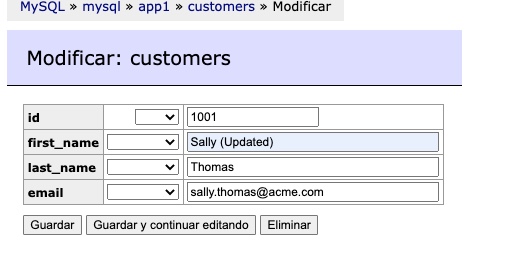 MySQL » mysql » app1 » customers » Modificar
Modificar: customers
id 1001
first_name Sally (Updated)
last_name Thomas
email sally.thomas@acme.com
Guardar Guardar y continuar editando Eliminar